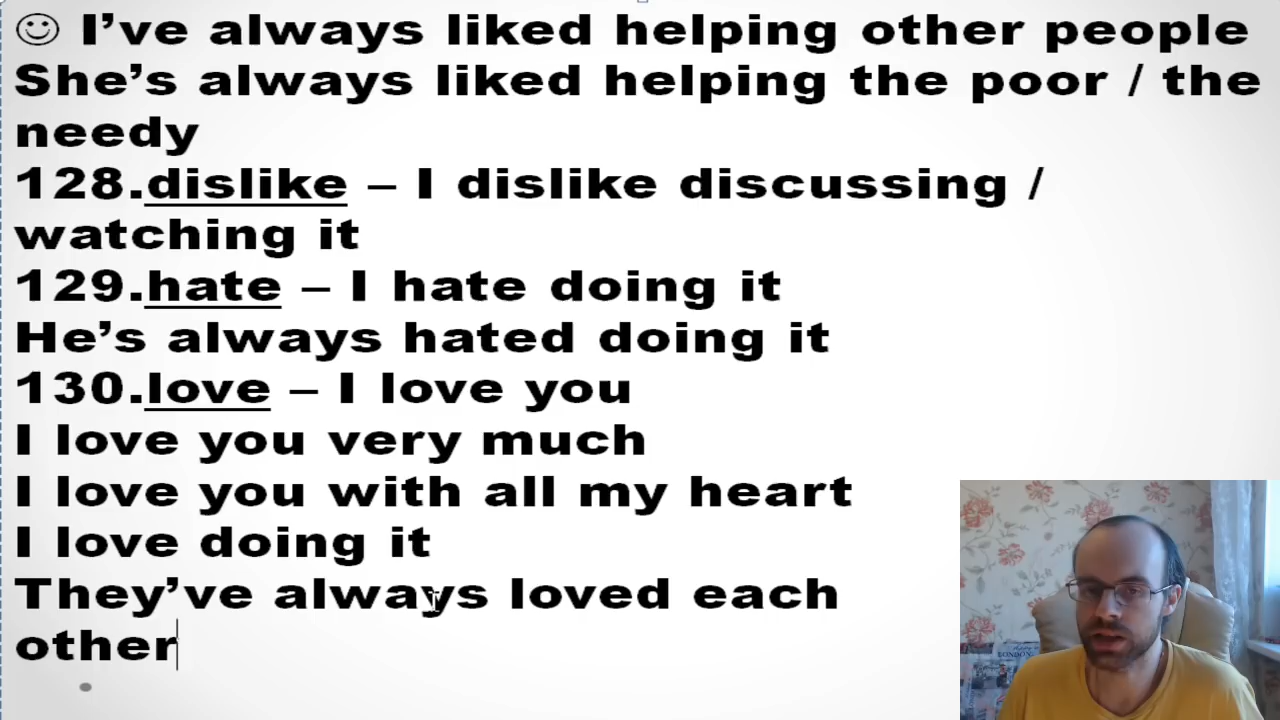 ☺ I’ve always liked helping other people
She’s always liked helping the poor / the
needy
128.dislike – I dislike discussing /
watching it
129.hate – I hate doing it
He’s always hated doing it
130.love – I love you
I love you very much
I love you with all my heart
I love doing it
They’ve always loved each
other
LONDON